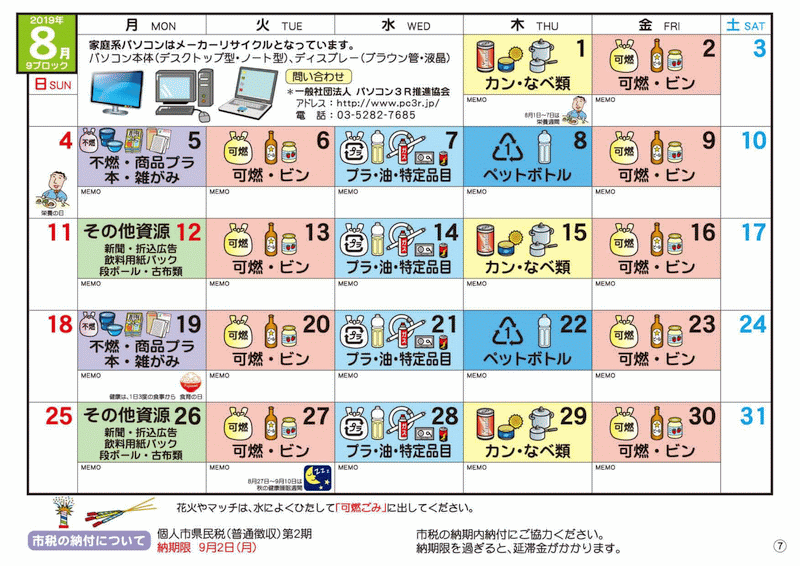 2019年
8月
9ブロック
日 SUN
月 MON
火 TUE
水 WED
木 THU
金 FRI
土 SAT
家庭系パソコンはメーカーリサイクルとなっています。
パソコン本体(デスクトップ型・ノート型)、ディスプレー(ブラウン管・液晶)
問い合わせ
*一般社団法人 パソコン3R推進協会
アドレス:http://www.pc3r.jp/
電 話:03-5282-7685
1
カン・なべ類
MEMO
8月1日~7日は
栄養週間
2
可燃
可燃・ビン
MEMO
3
4
栄養の日
5
不燃
不燃・商品プラ
本・雑がみ
MEMO
6
可燃
可燃・ビン
MEMO
7
プラ
プラ・油・特定品目
MEMO
8
1
ペットボトル
MEMO
9
可燃
可燃・ビン
MEMO
10
11
その他資源 12
新聞・折込広告
飲料用紙パック
段ボール・古布類
MEMO
13
可燃
可燃・ビン
MEMO
14
プラ
プラ・油・特定品目
MEMO
15
カン・なべ類
MEMO
16
可燃
可燃・ビン
MEMO
17
18
19
不燃
不燃・商品プラ
本・雑がみ
MEMO
健康は、1日3度の食事から 食育の日
20
可燃
可燃・ビン
MEMO
21
プラ
プラ・油・特定品目
MEMO
22
1
ペットボトル
MEMO
23
可燃
可燃・ビン
MEMO
24
25
その他資源 26
新聞・折込広告
飲料用紙パック
段ボール・古布類
MEMO
27
可燃
可燃・ビン
MEMO
8月27日~9月10日は
秋の健康睡眠週間
zzz
28
プラ
プラ・油・特定品目
MEMO
29
カン・なべ類
MEMO
30
可燃
可燃・ビン
MEMO
31
花火やマッチは、水によくひたして「可燃ごみ」に出してください。
市税の納付について
個人市県民税(普通徴収)第2期
納期限 9月2日(月)
市税の納期内納付にご協力ください。
納期限を過ぎると、延滞金がかかります。
⑦